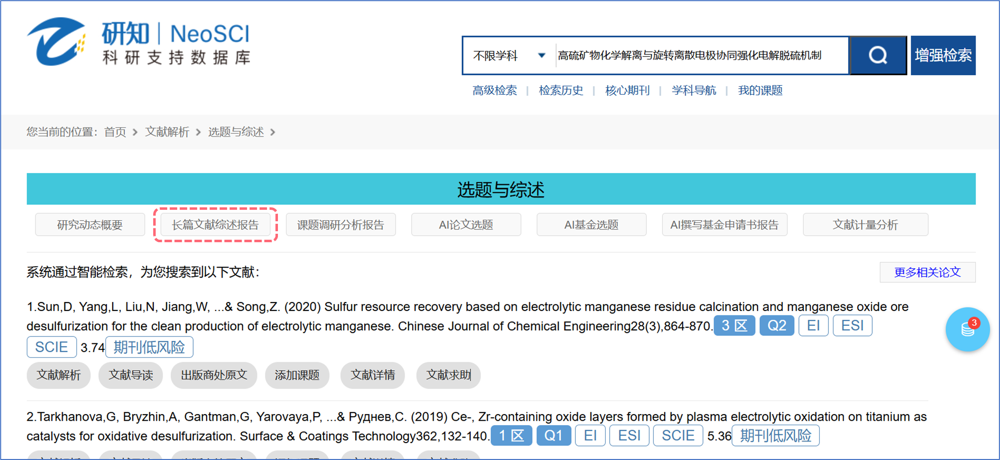 研知 | NeoSCI
科研支持数据库
不限学科 高硫矿物化学解离与旋转离散电极协同强化电解脱硫机制 增强检索
高级检索 | 检索历史 | 核心期刊 | 学科导航 | 我的课题
您当前的位置：首页 > 文献解析 > 选题与综述 >
选题与综述
研究动态概要 长篇文献综述报告 课题调研分析报告 AI论文选题 AI基金选题 AI撰写基金申请书报告 文献计量分析
系统通过智能检索，为您搜索到以下文献： 更多相关论文
1.Sun,D, Yang,L, Liu,N, Jiang,W, ...& Song,Z. (2020) Sulfur resource recovery based on electrolytic manganese residue calcination and manganese oxide ore
desulfurization for the clean production of electrolytic manganese. Chinese Journal of Chemical Engineering28(3),864-870. 3 区 Q2 EI ESI
3
SCIE 3.74 期刊低风险
文献解析 文献导读 出版商处原文 添加课题 文献详情 文献求助
2.Tarkhanova,G, Bryzhin,A, Gantman,G, Yarovaya,P, ...& Руднев,С. (2019) Ce-, Zr-containing oxide layers formed by plasma electrolytic oxidation on titanium as
catalysts for oxidative desulfurization. Surface & Coatings Technology362,132-140. 1 区 Q1 EI ESI SCIE 5.36 期刊低风险